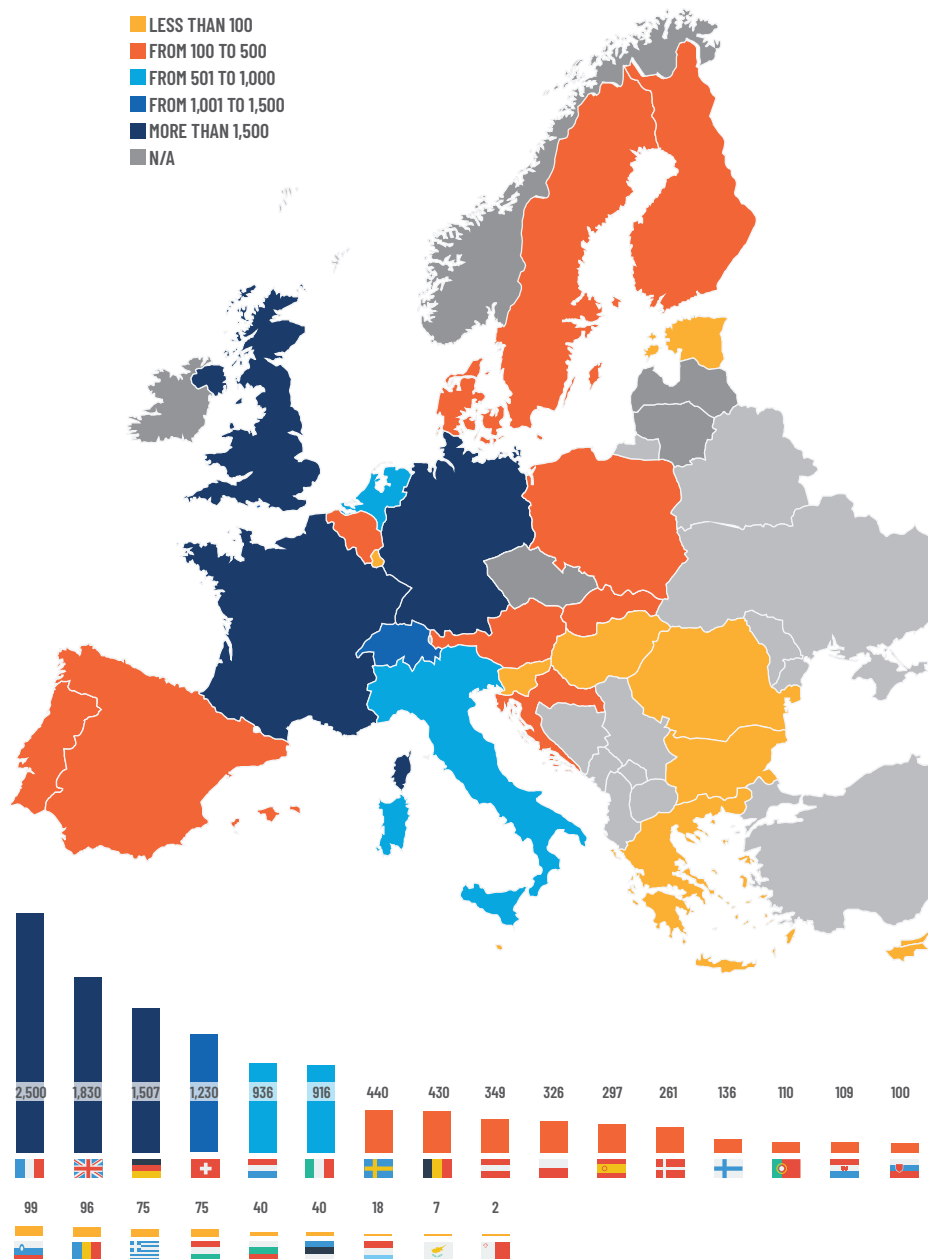 LESS THAN 100
FROM 100 TO 500
FROM 501 TO 1,000
FROM 1,001 TO 1,500
MORE THAN 1,500
N/A
2,500 1,830 1,507 1,230 936 916 440 430 349 326 297 261 136 110 109 100
99 96 75 75 40 40 18 7 2